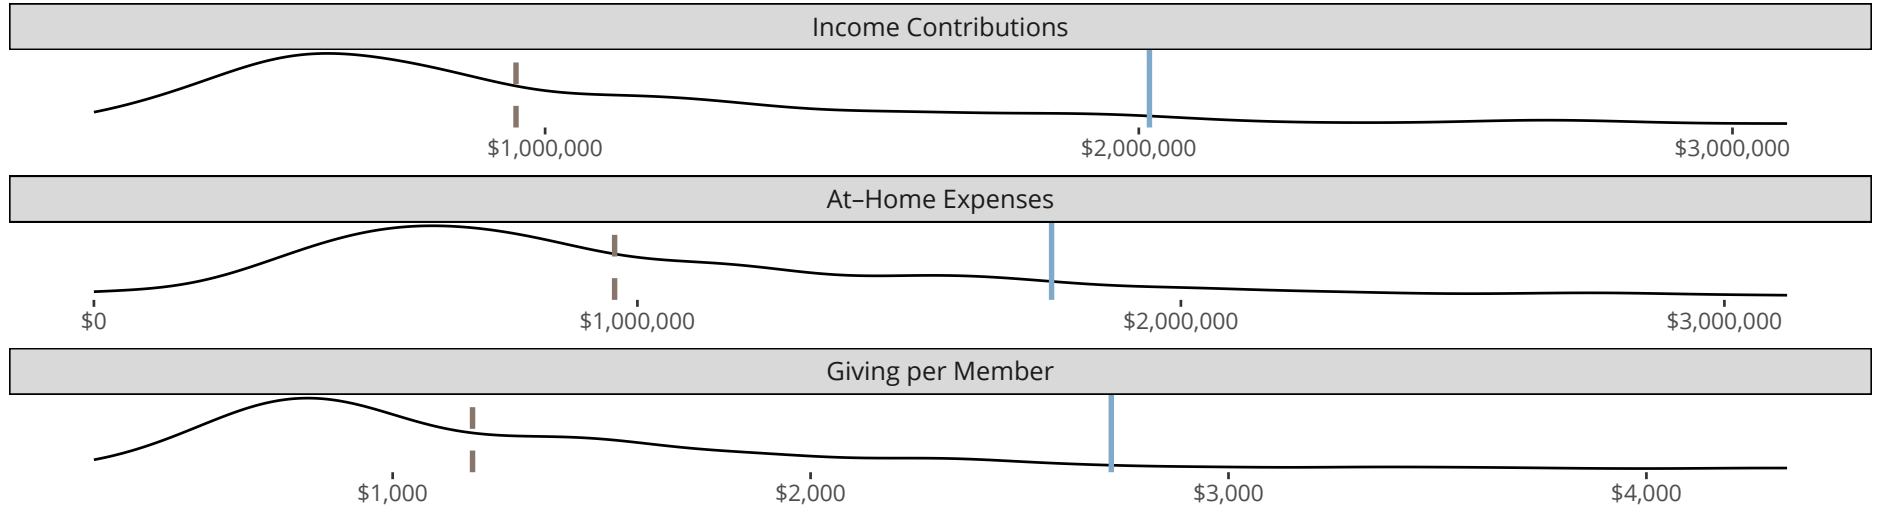 Income Contributions
$1,000,000 $2,000,000 $3,000,000
At–Home Expenses
$0 $1,000,000 $2,000,000 $3,000,000
Giving per Member
$1,000 $2,000 $3,000 $4,000